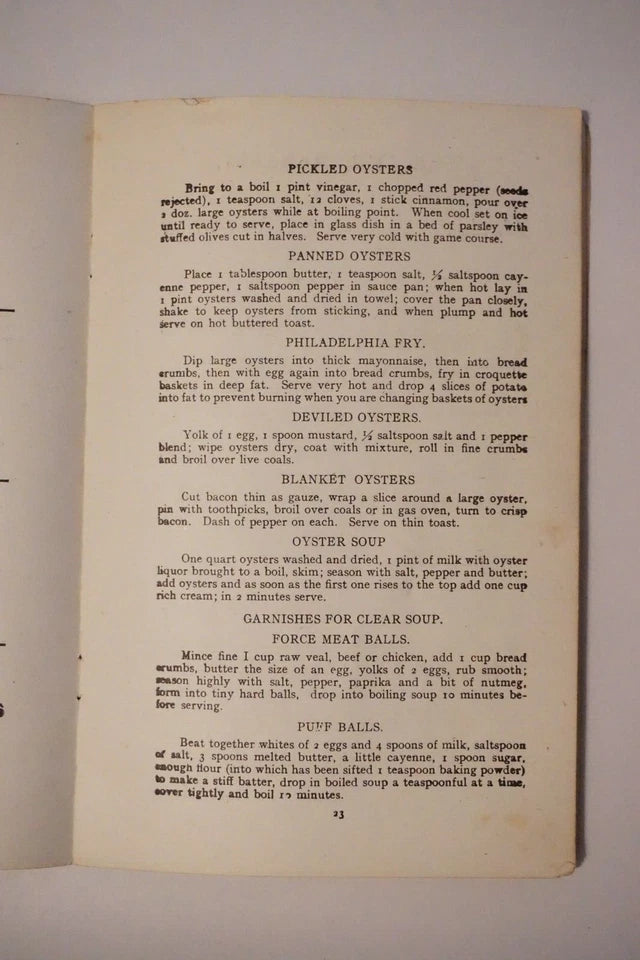 PICKLED OYSTERS
Bring to a boil 1 pint vinegar, 1 chopped red pepper (seeds
rejected), 1 teaspoon salt, 12 cloves, 1 stick cinnamon, pour over
2 doz. large oysters while at boiling point. When cool set on ice
until ready to serve, place in glass dish in a bed of parsley with
stuffed olives cut in halves. Serve very cold with game course.
PANNED OYSTERS
Place 1 tablespoon butter, 1 teaspoon salt, ½ saltspoon cay-
enne pepper, 1 saltspoon pepper in sauce pan; when hot lay in
1 pint oysters washed and dried in towel; cover the pan closely,
shake to keep oysters from sticking, and when plump and hot
serve on hot buttered toast.
PHILADELPHIA FRY.
Dip large oysters into thick mayonnaise, then into bread
crumbs, then with egg again into bread crumbs, fry in croquette
baskets in deep fat. Serve very hot and drop 4 slices of potato
into fat to prevent burning when you are changing baskets of oysters
DEVILED OYSTERS.
Yolk of 1 egg, 1 spoon mustard, ½ saltspoon salt and 1 pepper
blend; wipe oysters dry, coat with mixture, roll in fine crumbs
and broil over live coals.
BLANKET OYSTERS
Cut bacon thin as gauze, wrap a slice around a large oyster,
pin with toothpicks, broil over coals or in gas oven, turn to crisp
bacon. Dash of pepper on each. Serve on thin toast.
OYSTER SOUP
One quart oysters washed and dried, 1 pint of milk with oyster
liquor brought to a boil, skim; season with salt, pepper and butter;
add oysters and as soon as the first one rises to the top add one cup
rich cream; in 2 minutes serve.
GARNISHES FOR CLEAR SOUP.
FORCE MEAT BALLS.
Mince fine I cup raw veal, beef or chicken, add 1 cup bread
crumbs, butter the size of an egg, yolks of 2 eggs, rub smooth;
season highly with salt, pepper, paprika and a bit of nutmeg,
form into tiny hard balls, drop into boiling soup 10 minutes be-
fore serving.
PUFF BALLS.
Beat together whites of 2 eggs and 4 spoons of milk, saltspoon
of salt, 3 spoons melted butter, a little cayenne, 1 spoon sugar,
enough flour (into which has been sifted 1 teaspoon baking powder)
to make a stiff batter, drop in boiled soup a teaspoonful at a time,
cover tightly and boil minutes.
23